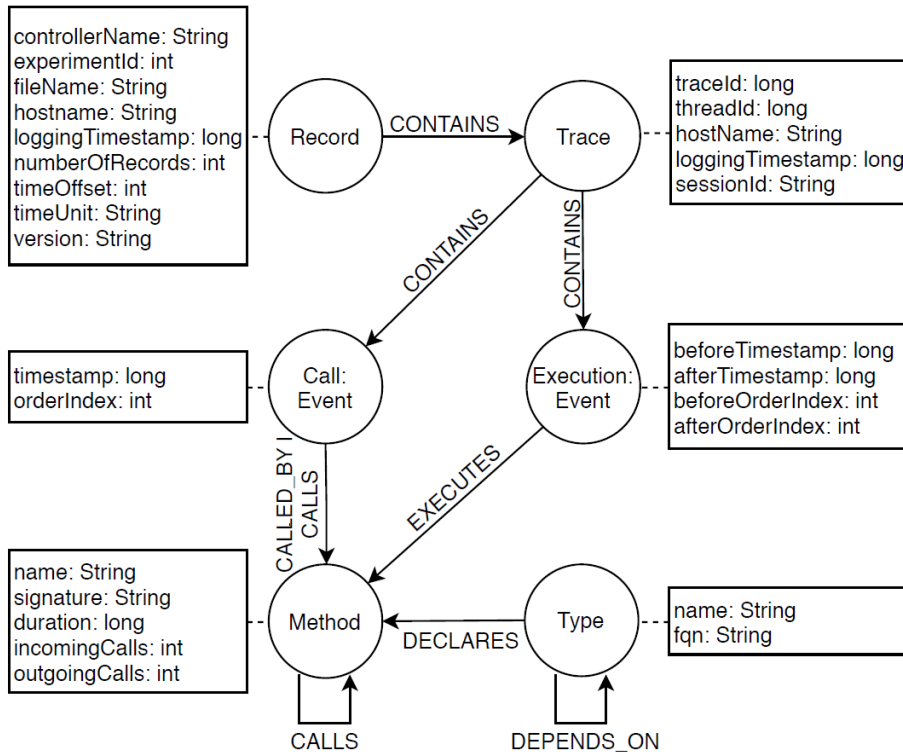 controllerName: String
experimentId: int
fileName: String
hostname: String
loggingTimestamp: long
numberOfRecords: int
timeOffset: int
timeUnit: String
version: String
Record
CONTAINS
Trace
traceId: long
threadId: long
hostName: String
loggingTimestamp: long
sessionId: String
CONTAINS
CONTAINS
timestamp: long
orderIndex: int
Call:
Event
Execution:
Event
beforeTimestamp: long
afterTimestamp: long
beforeOrderIndex: int
afterOrderIndex: int
CALLED_BY |
CALLS
EXECUTES
name: String
signature: String
duration: long
incomingCalls: int
outgoingCalls: int
Method
DECLARES
Type
name: String
fqn: String
CALLS
DEPENDS_ON